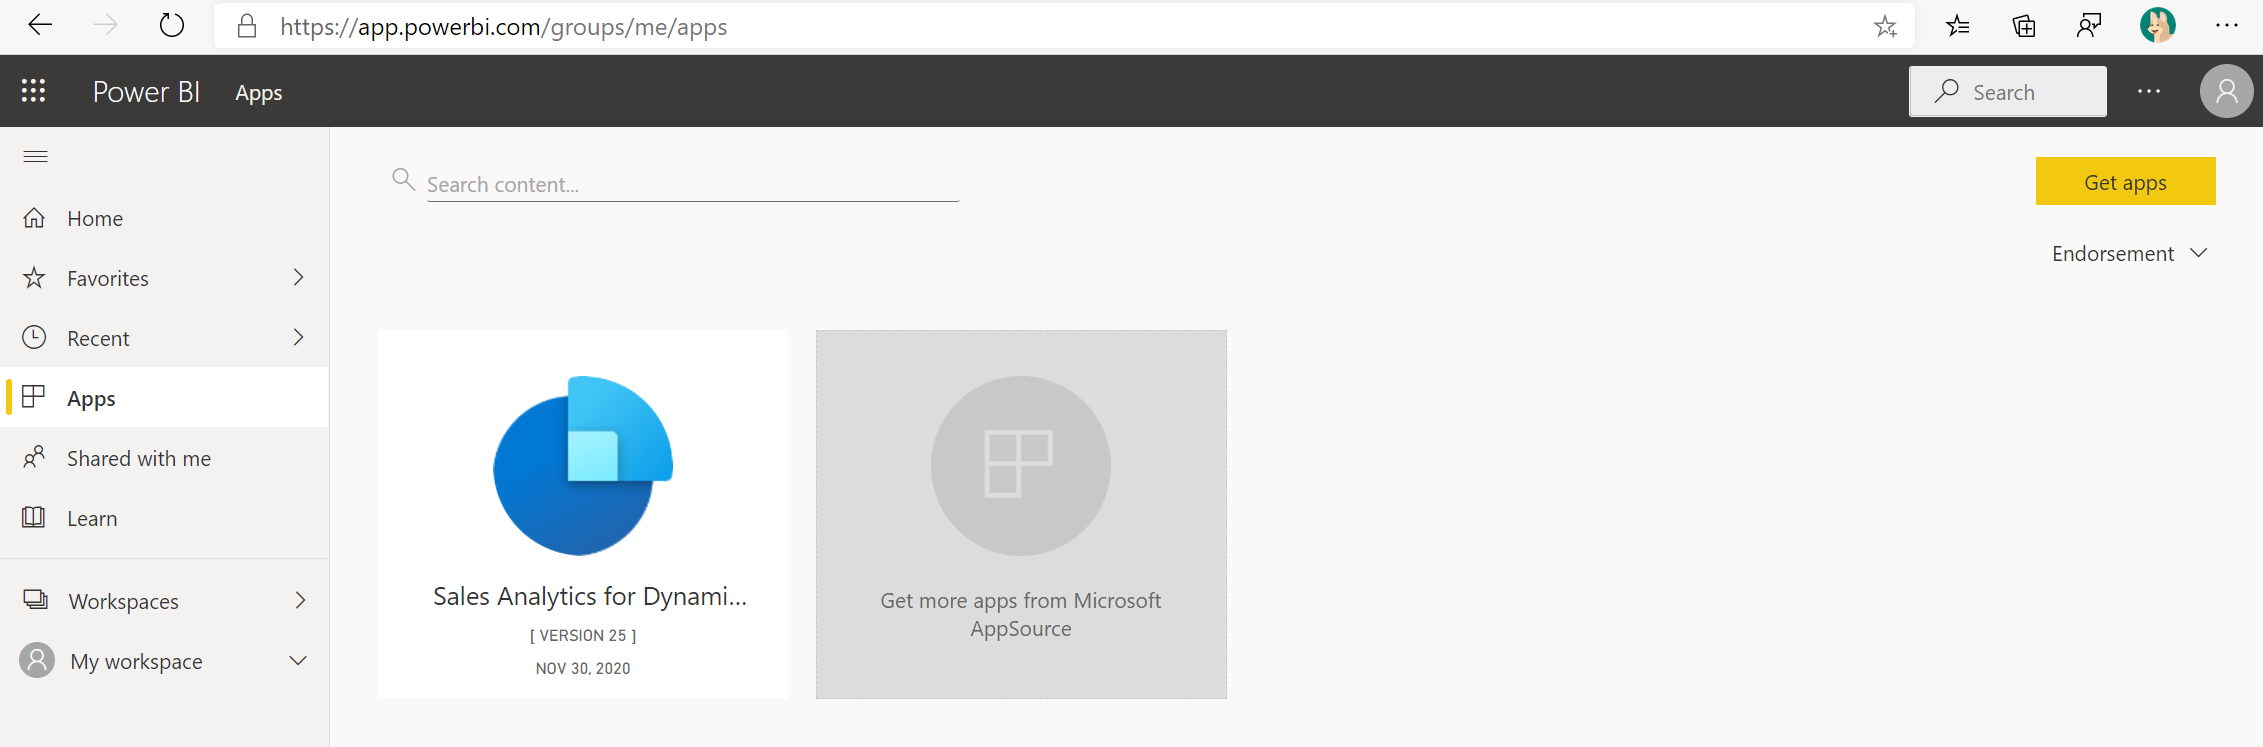 https://app.powerbi.com/groups/me/apps
Power BI
Apps
Search
Search content...
Get apps
Endorsement
Home
Favorites
Recent
Apps
Shared with me
Learn
Workspaces
My workspace
Sales Analytics for Dynami...
[ VERSION 25 ]
NOV 30, 2020
Get more apps from Microsoft
AppSource